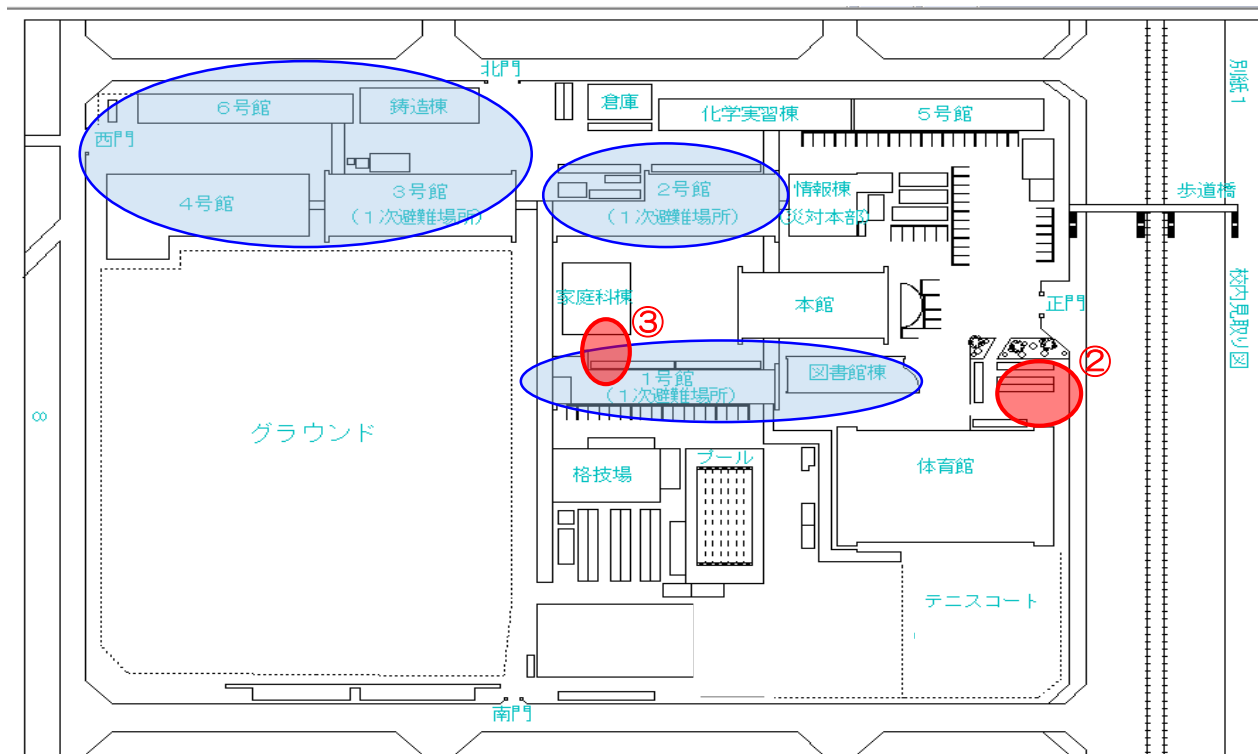 別紙1
校内見取り図
北門
6号館
鋳造棟
倉庫
化学実習棟
5号館
西門
4号館
3号館
(1次避難場所)
2号館
(1次避難場所)
情報棟
(災対本部)
歩道橋
家庭科棟
本館
正門
③
②
1号館
(1次避難場所)
図書館棟
グラウンド
8
格技場
プール
体育館
テニスコート
南門